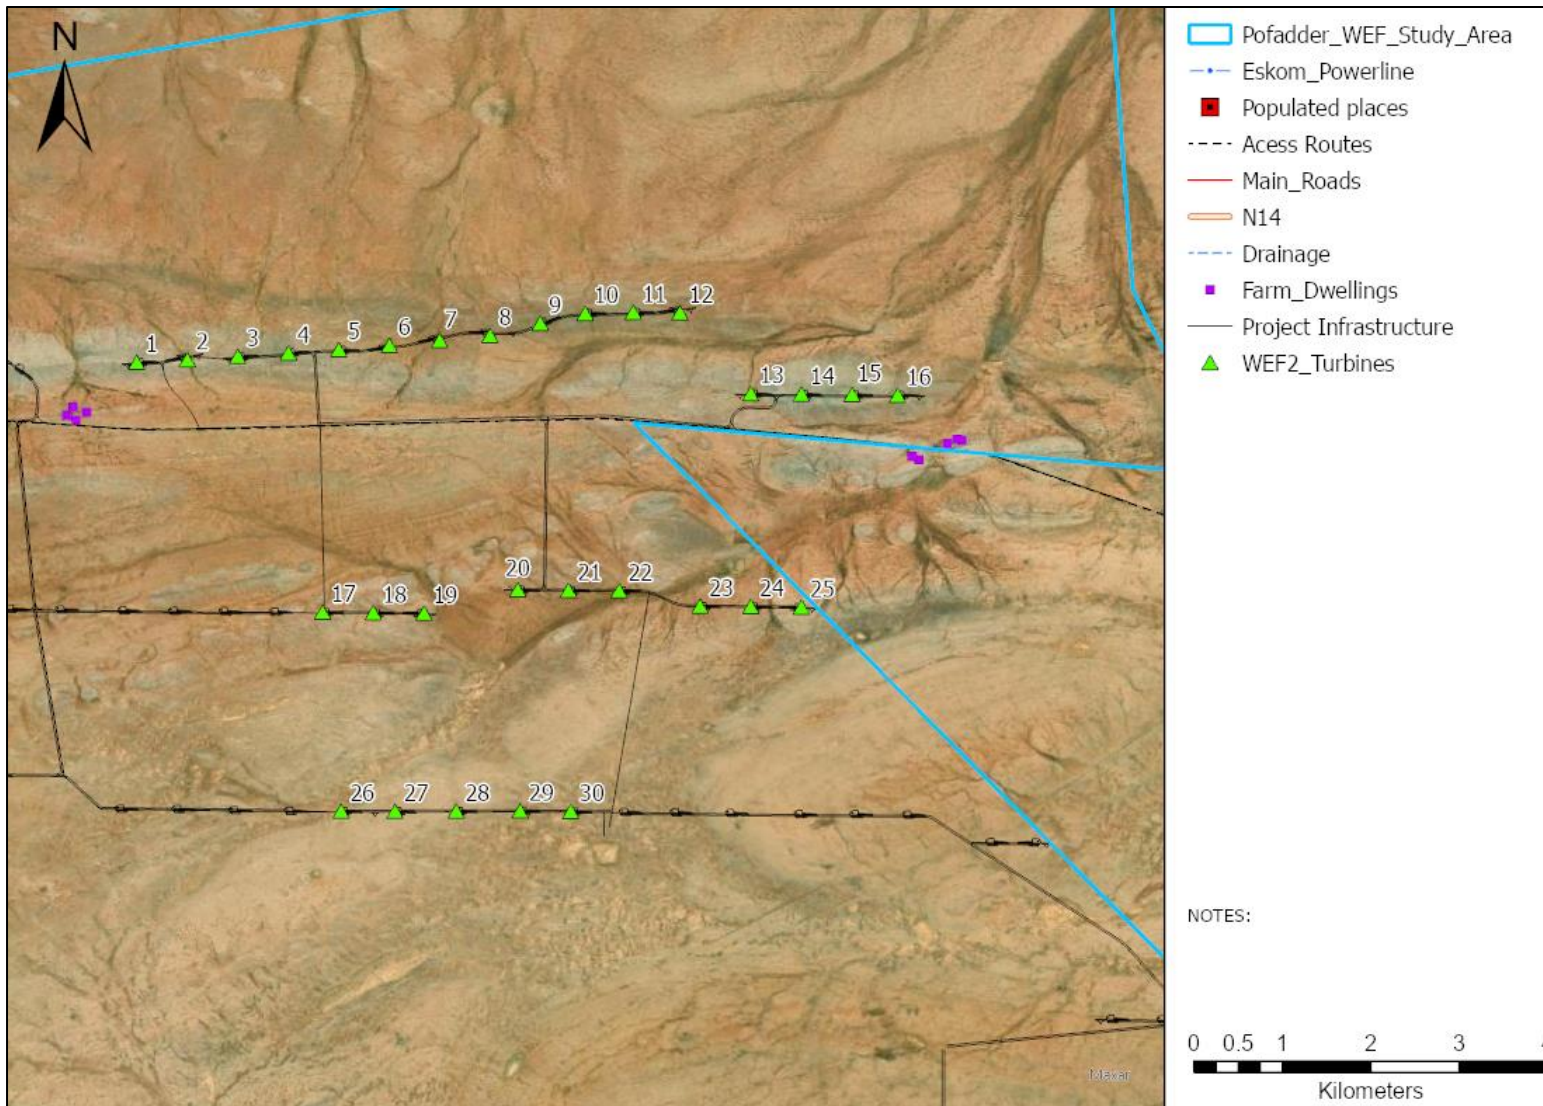 N
1
2
3
4
5
6
7
8
9
10
11
12
13
14
15
16
17
18
19
20
21
22
23
24
25
26
27
28
29
30
Maxar
Pofadder_WEF_Study_Area
Eskom_Powerline
Populated places
Acess Routes
Main_Roads
N14
Drainage
Farm_Dwellings
Project Infrastructure
WEF2_Turbines
NOTES:
0 0.5 1 2 3 4
Kilometers